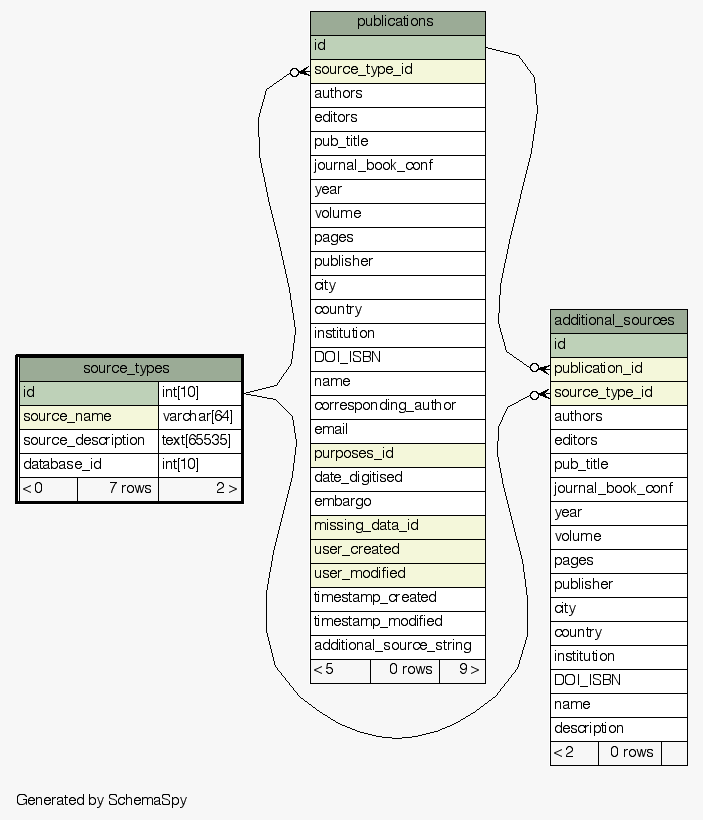 publications
id
source_type_id
authors
editors
pub_title
journal_book_conf
year
volume
pages
publisher
city
country
institution
DOI_ISBN
name
corresponding_author
email
purposes_id
date_digitised
embargo
missing_data_id
user_created
user_modified
timestamp_created
timestamp_modified
additional_source_string
< 5 0 rows 9 >
source_types
id int[10]
source_name varchar[64]
source_description text[65535]
database_id int[10]
< 0 7 rows 2 >
additional_sources
id
publication_id
source_type_id
authors
editors
pub_title
journal_book_conf
year
volume
pages
publisher
city
country
institution
DOI_ISBN
name
description
< 2 0 rows
Generated by SchemaSpy